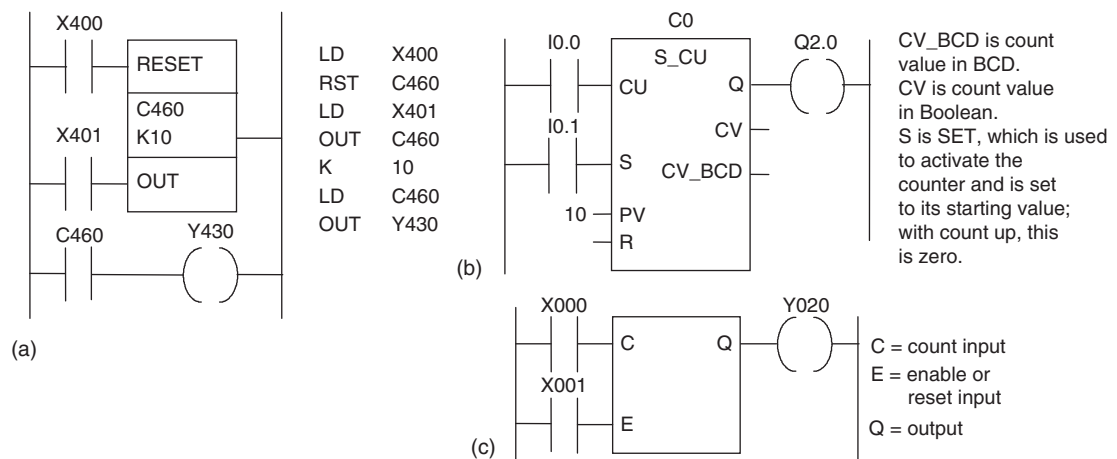 X400
RESET
C460
K10
X401
OUT
C460
Y430
(a)
LD X400
RST C460
LD X401
OUT C460
K 10
LD C460
OUT Y430
C0
I0.0
S_CU
Q2.0
CU
Q
I0.1
CV
S
CV_BCD
10
PV
R
(b)
CV_BCD is count
value in BCD.
CV is count value
in Boolean.
S is SET, which is used
to activate the
counter and is set
to its starting value;
with count up, this
is zero.
X000
Y020
C
Q
X001
E
(c)
C = count input
E = enable or
reset input
Q = output